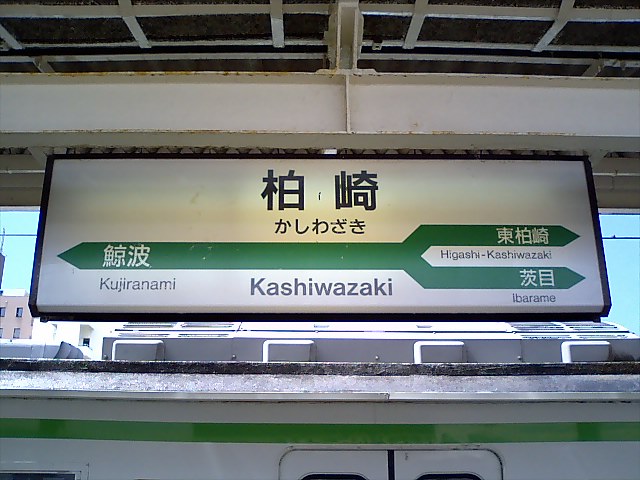 柏崎
かしわざき
鯨波
Kujiranami
Kashiwazaki
東柏崎
Higashi-Kashiwazaki
茨目
Ibarame